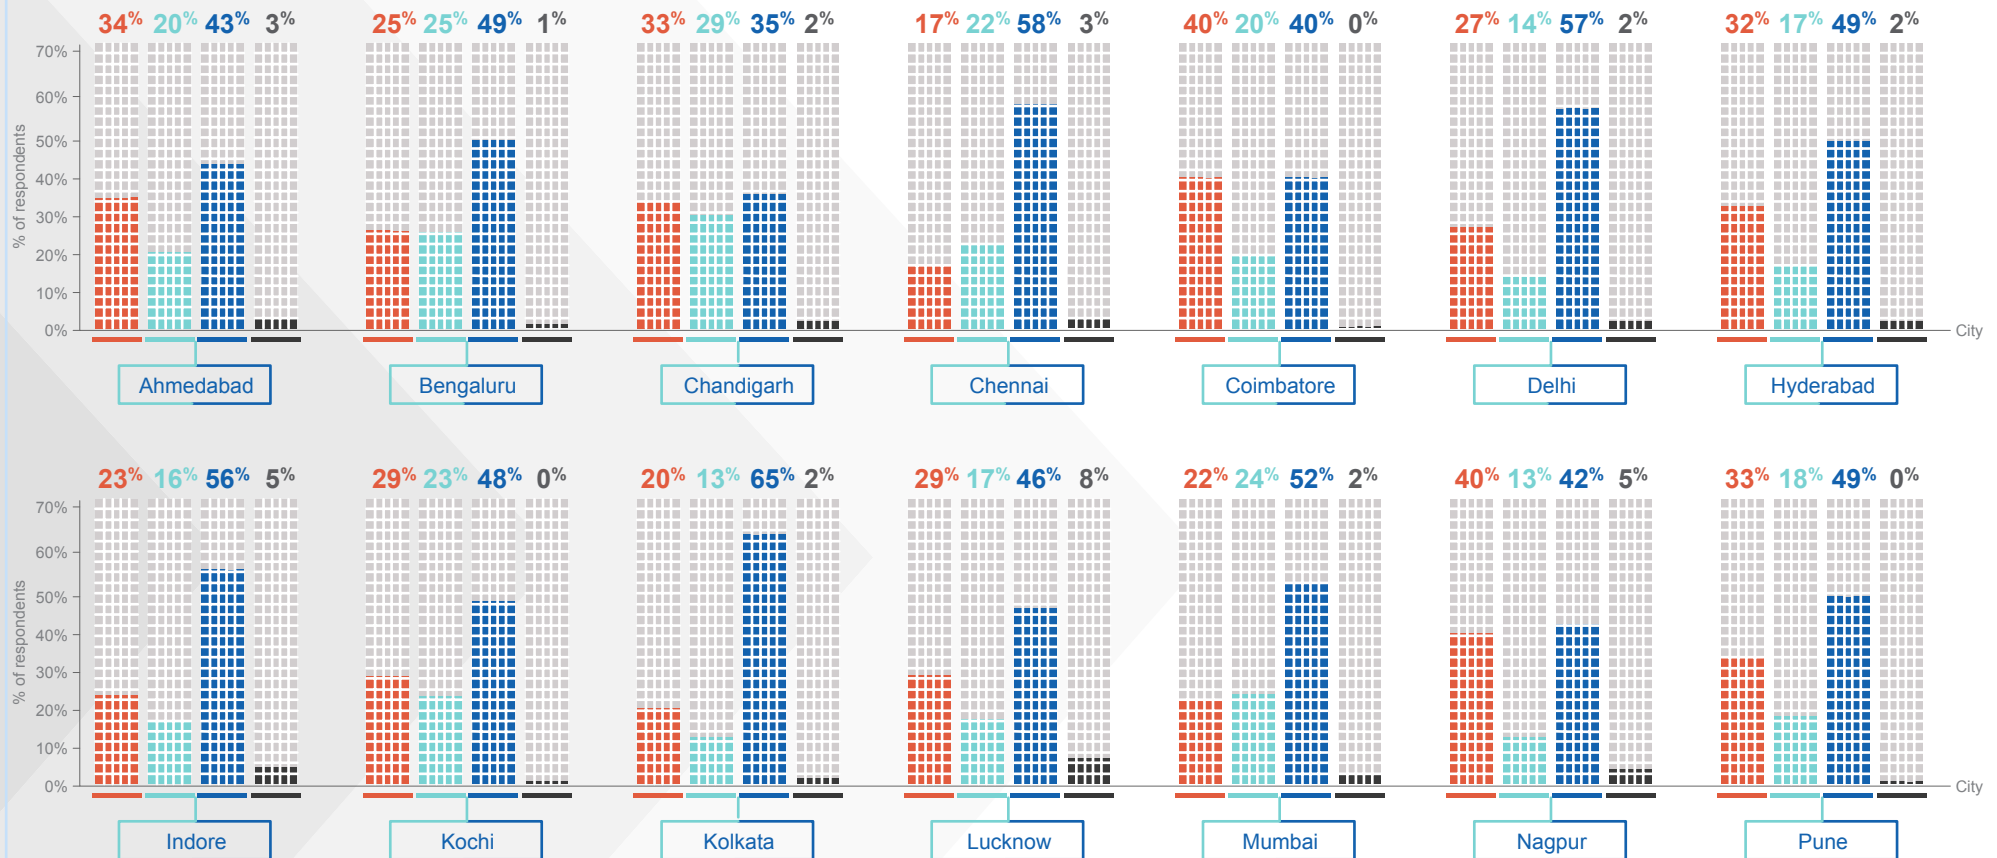 34% 20% 43% 3% 25% 25% 49% 1% 33% 29% 35% 2% 17% 22% 58% 3% 40% 20% 40% 0% 27% 14% 57% 2% 32% 17% 49% 2%
70%
60%
50%
40%
30%
20%
10%
0%
% of respondents
City
Ahmedabad Bengaluru Chandigarh Chennai Coimbatore Delhi Hyderabad
23% 16% 56% 5% 29% 23% 48% 0% 20% 13% 65% 2% 29% 17% 46% 8% 22% 24% 52% 2% 40% 13% 42% 5% 33% 18% 49% 0%
70%
60%
50%
40%
30%
20%
10%
0%
% of respondents
City
Indore Kochi Kolkata Lucknow Mumbai Nagpur Pune